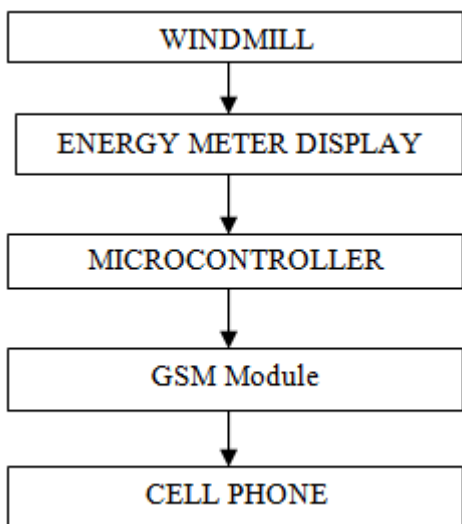 WINDMILL
ENERGY METER DISPLAY
MICROCONTROLLER
GSM Module
CELL PHONE